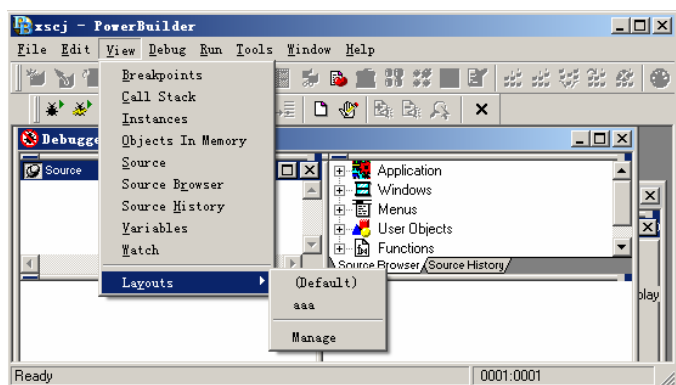 xscj - PowerBuilder
File Edit View Debug Run Tools Window Help
Breakpoints
Call Stack
Instances
Objects In Memory
Source
Source Browser
Source History
Variables
Watch
Layouts
(Default)
aaa
Manage
Debugge
Source
Application
Windows
Menus
User Objects
Functions
Source Browser Source History
play
Ready 0001:0001